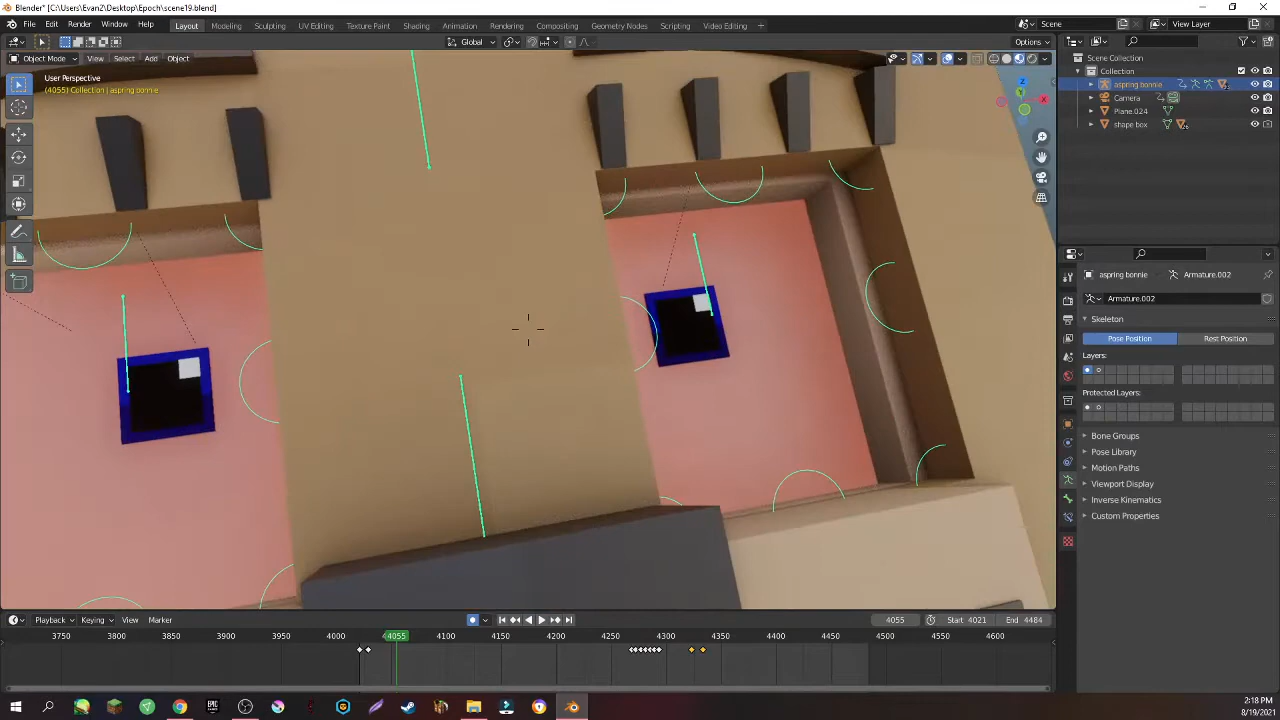 Blender* [C:\Users\EvanZ\Desktop\Epoch\scene19.blend]
File Edit Render Window Help Layout Modeling Sculpting UV Editing Texture Paint Shading Animation Rendering Compositing Geometry Nodes Scripting Video Editing + Scene View Layer
Global Options
Object Mode View Select Add Object
User Perspective
(4055) Collection | aspring bonnie
Scene Collection
Collection
aspring bonnie
Camera
Plane.024
shape box
aspring bonnie Armature.002
Armature.002
Skeleton
Pose Position Rest Position
Layers:
Protected Layers:
Bone Groups
Pose Library
Motion Paths
Viewport Display
Inverse Kinematics
Custom Properties
Playback Keying View Marker 4055 Start 4021 End 4484
3750 3800 3850 3900 3950 4000 4055 4100 4150 4200 4250 4300 4350 4400 4450 4500 4550 4600
2:18 PM
8/19/2021